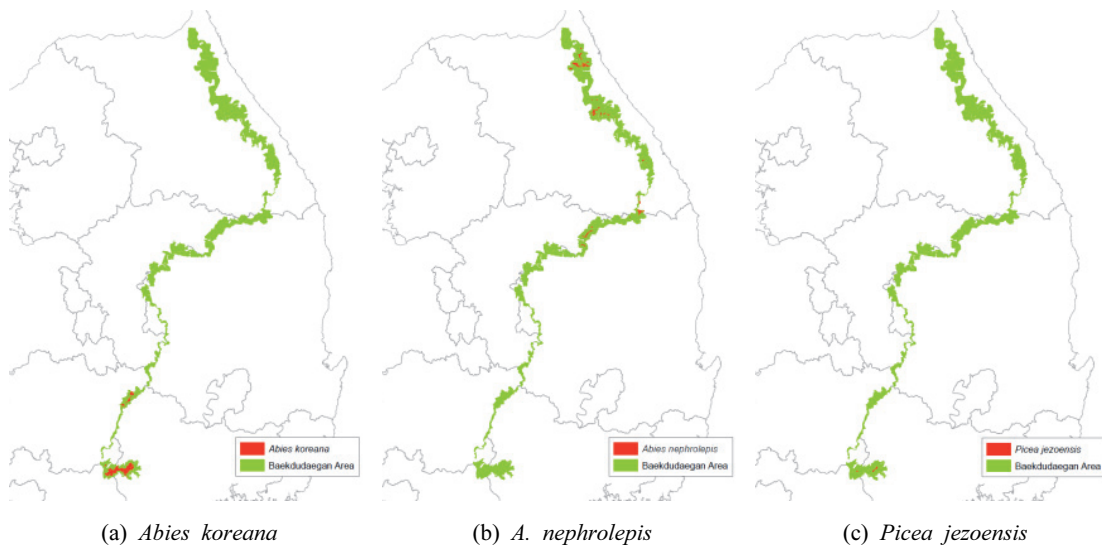 Abies koreana
Baekdudaegan Area
Abies nephrolepis
Baekdudaegan Area
Picea jezoensis
Baekdudaegan Area
(a) Abies koreana
(b) A. nephrolepis
(c) Picea jezoensis